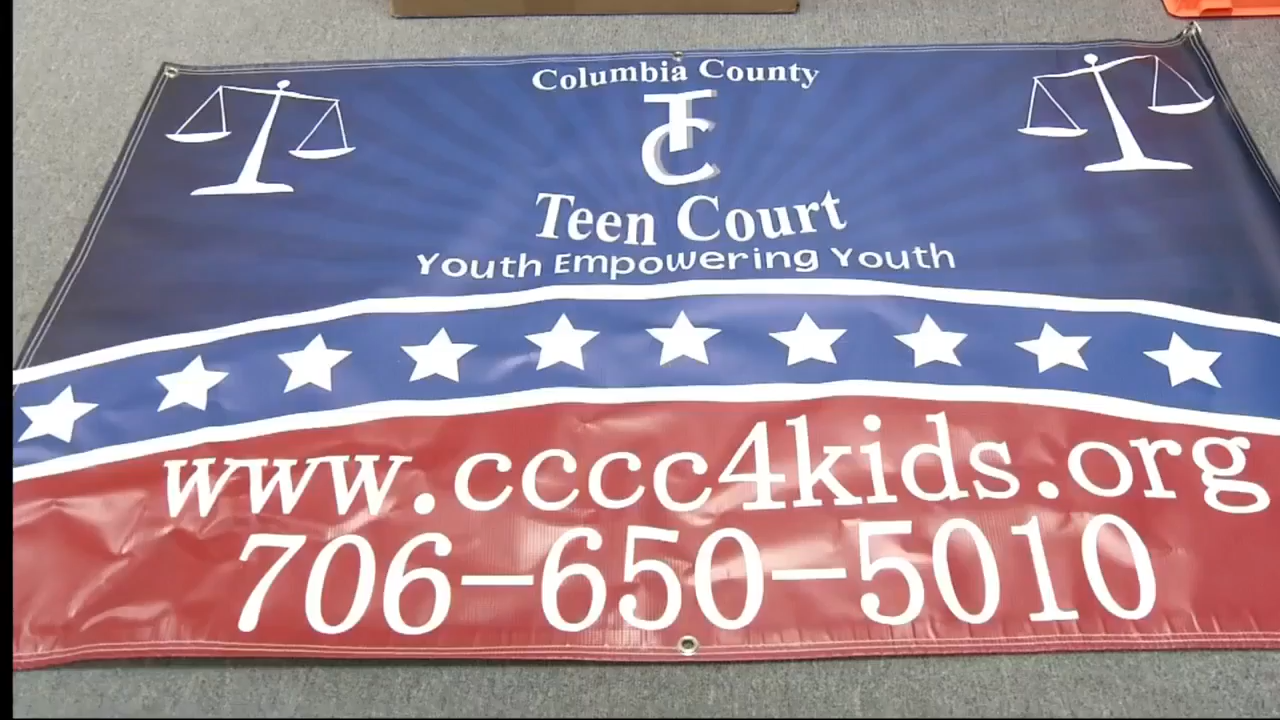 Columbia County
TC
Teen Court
Youth Empowering Youth
www.cccc4kids.org
706-650-5010